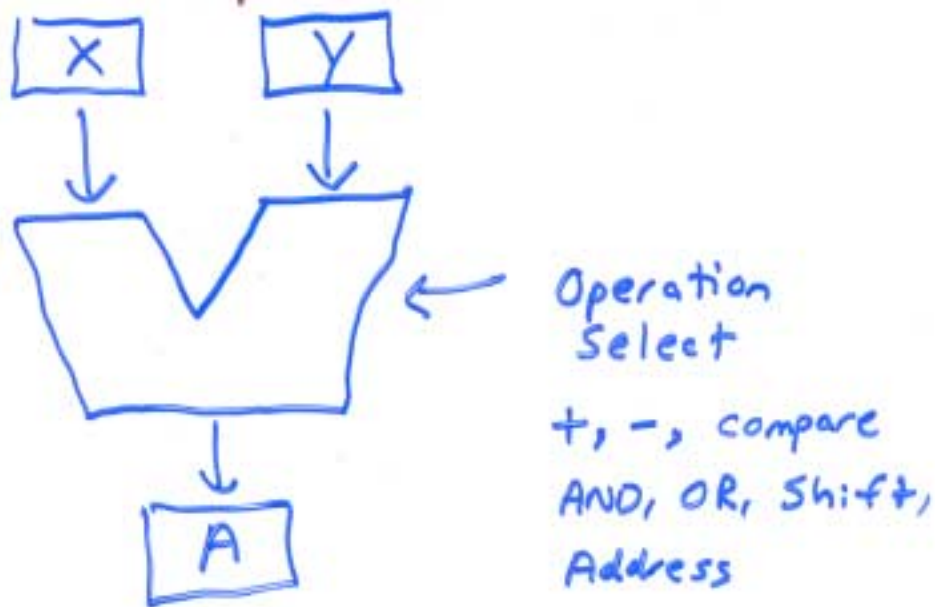 X Y
Operation
Select
+, -, compare
AND, OR, Shift,
A
Address